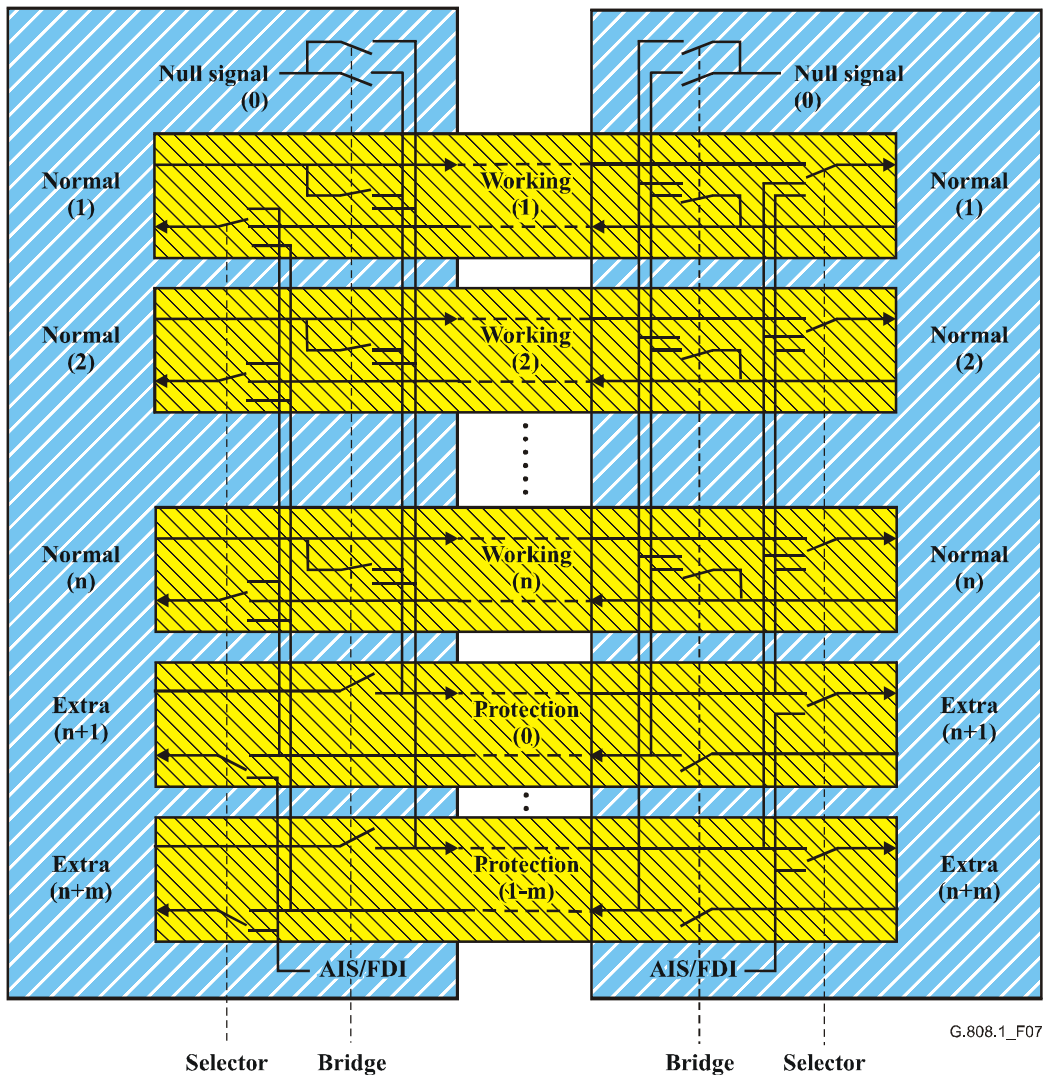 Null signal
(0)
Null signal
(0)
Normal
(1)
Working
(1)
Normal
(1)
Normal
(2)
Working
(2)
Normal
(2)
Normal
(n)
Working
(n)
Normal
(n)
Extra
(n+1)
Protection
(0)
Extra
(n+1)
Extra
(n+m)
Protection
(1-m)
Extra
(n+m)
AIS/FDI
AIS/FDI
G.808.1_F07
Selector
Bridge
Bridge
Selector